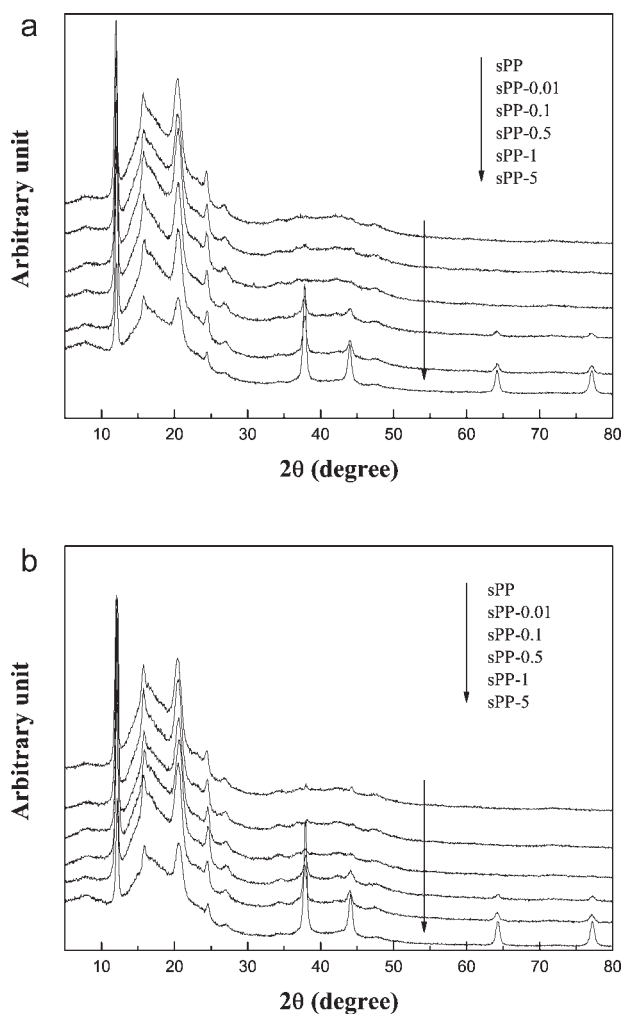 a
sPP
sPP-0.01
sPP-0.1
sPP-0.5
sPP-1
sPP-5
Arbitrary unit
10 20 30 40 50 60 70 80
2θ (degree)
b
sPP
sPP-0.01
sPP-0.1
sPP-0.5
sPP-1
sPP-5
Arbitrary unit
10 20 30 40 50 60 70 80
2θ (degree)